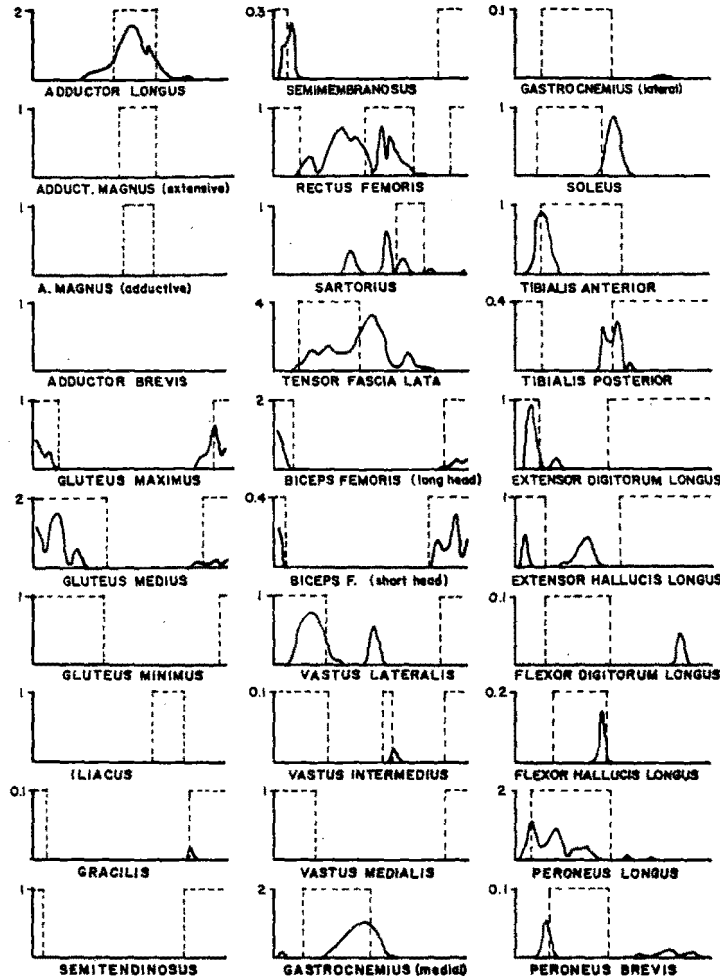 2
ADDUCTOR LONGUS
0.3
SEMIMEMBRANOSUS
0.1
GASTROCNEMIUS (lateral)
1
ADDUCT. MAGNUS (extensive)
1
RECTUS FEMORIS
1
SOLEUS
1
A. MAGNUS (adductive)
1
SARTORIUS
1
TIBIALIS ANTERIOR
ADDUCTOR BREVIS
4
TENSOR FASCIA LATA
0.4
TIBIALIS POSTERIOR
1
GLUTEUS MAXIMUS
2
BICEPS FEMORIS (long head)
1
EXTENSOR DIGITORUM LONGUS
2
GLUTEUS MEDIUS
0.4
BICEPS F. (short head)
1
EXTENSOR HALLUCIS LONGUS
1
GLUTEUS MINIMUS
1
VASTUS LATERALIS
0.1
FLEXOR DIGITORUM LONGUS
1
ILIACUS
0.1
VASTUS INTERMEDIUS
0.2
FLEXOR HALLUCIS LONGUS
0.1
GRACILIS
1
VASTUS MEDIALIS
2
PERONEUS LONGUS
1
SEMITENDINOSUS
2
GASTROCNEMIUS (medial)
0.1
PERONEUS BREVIS